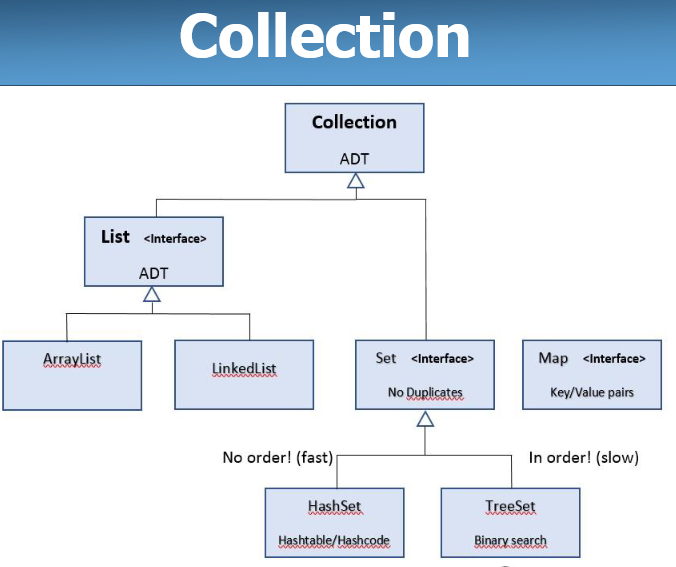 Collection
Collection
ADT
List <Interface>
ADT
ArrayList
LinkedList
Set <Interface>
No Duplicates
Map <Interface>
Key/Value pairs
No order! (fast)
In order! (slow)
HashSet
Hashtable/Hashcode
TreeSet
Binary search